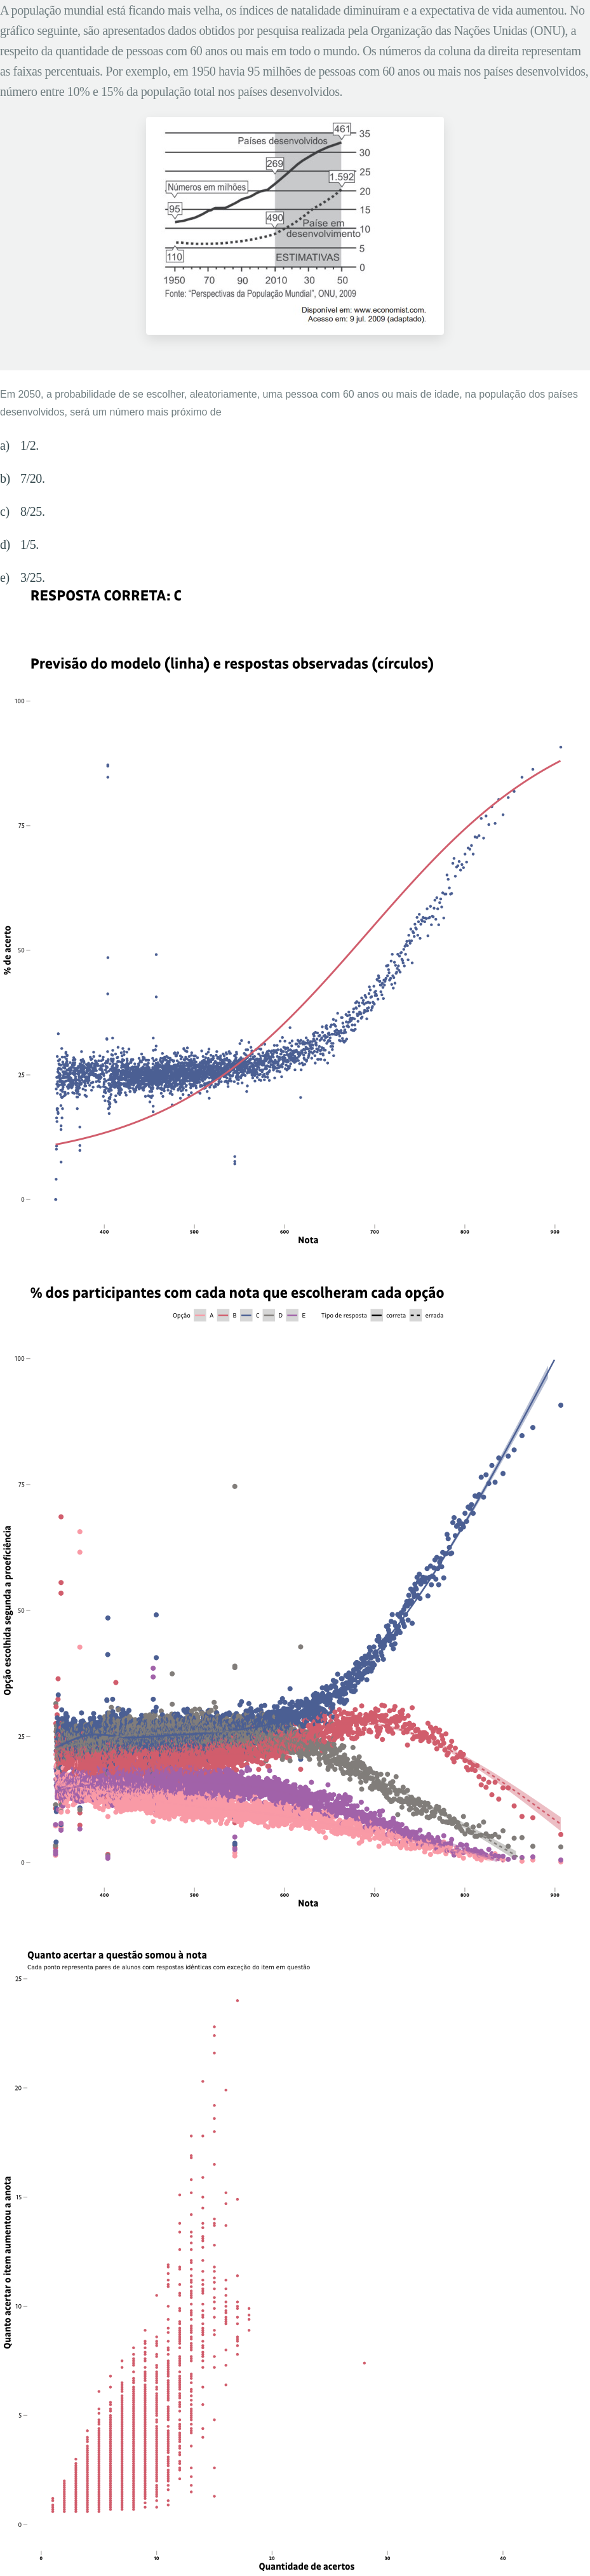 A população mundial está ficando mais velha, os índices de natalidade diminuíram e a expectativa de vida aumentou. No
gráfico seguinte, são apresentados dados obtidos por pesquisa realizada pela Organização das Nações Unidas (ONU), a
respeito da quantidade de pessoas com 60 anos ou mais em todo o mundo. Os números da coluna da direita representam
as faixas percentuais. Por exemplo, em 1950 havia 95 milhões de pessoas com 60 anos ou mais nos países desenvolvidos,
número entre 10% e 15% da população total nos países desenvolvidos.
461
35
Países desenvolvidos
30
269
25
1.592
Números em milhões
20
95
15
490
Paíse em
10
desenvolvimento
5
110
ESTIMATIVAS
0
1950 70 90 2010 30 50
Fonte: "Perspectivas da População Mundial", ONU, 2009
Disponível em: www.economist.com.
Acesso em: 9 jul. 2009 (adaptado).
Em 2050, a probabilidade de se escolher, aleatoriamente, uma pessoa com 60 anos ou mais de idade, na população dos países
desenvolvidos, será um número mais próximo de
a) 1/2.
b) 7/20.
c) 8/25.
d) 1/5.
e) 3/25.
RESPOSTA CORRETA: C
Previsão do modelo (linha) e respostas observadas (círculos)
100
75
% de acerto
50
25
0
400 500 600 700 800 900
Nota
% dos participantes com cada nota que escolheram cada opção
Opção A B C D E Tipo de resposta correta errada
100
75
Opção escolhida segunda a proeficiência
50
25
0
400 500 600 700 800 900
Nota
Quanto acertar a questão somou à nota
Cada ponto representa pares de alunos com respostas idênticas com exceção do item em questão
25
20
Quanto acertar o item aumentou a anota
15
10
5
0
0 10 20 30 40
Quantidade de acertos